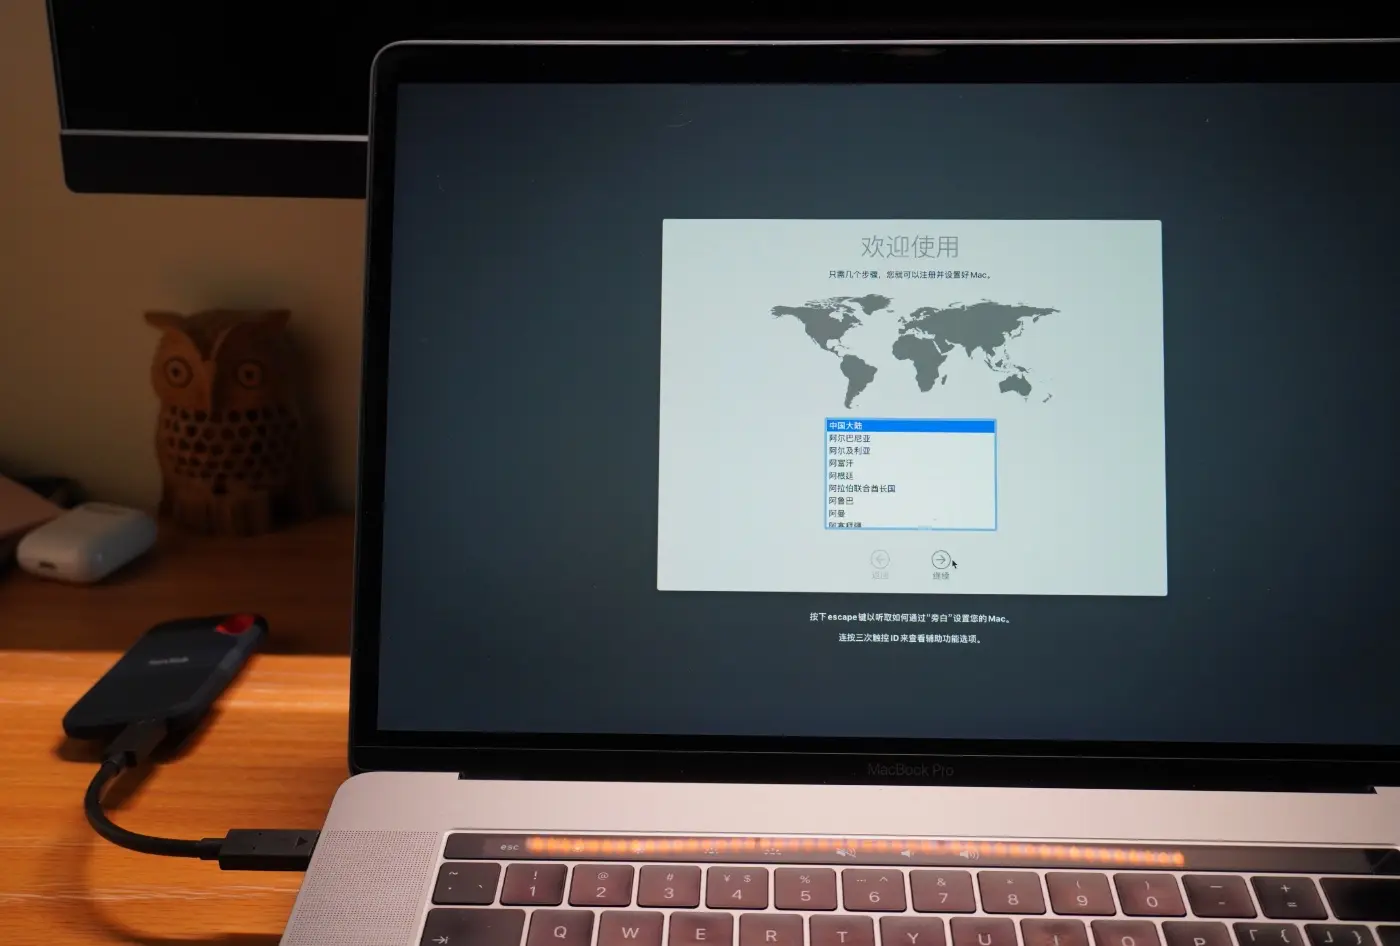 欢迎使用
只需几个步骤，您就可以注册并设置好Mac。
中国大陆
阿尔巴尼亚
阿尔及利亚
阿富汗
阿根廷
阿拉伯联合酋长国
阿鲁巴
阿曼
阿塞拜疆
返回
继续
按下escape键以听取如何通过“旁白”设置您的Mac。
连按三次触控ID来查看辅助功能选项。
SanDisk
MacBook Pro
esc
~ ! @ # ¥ $ % … ^ & * ( ) — +
· 1 2 3 4 5 6 7 8 9 0 - =
Q W E R T Y U I O P